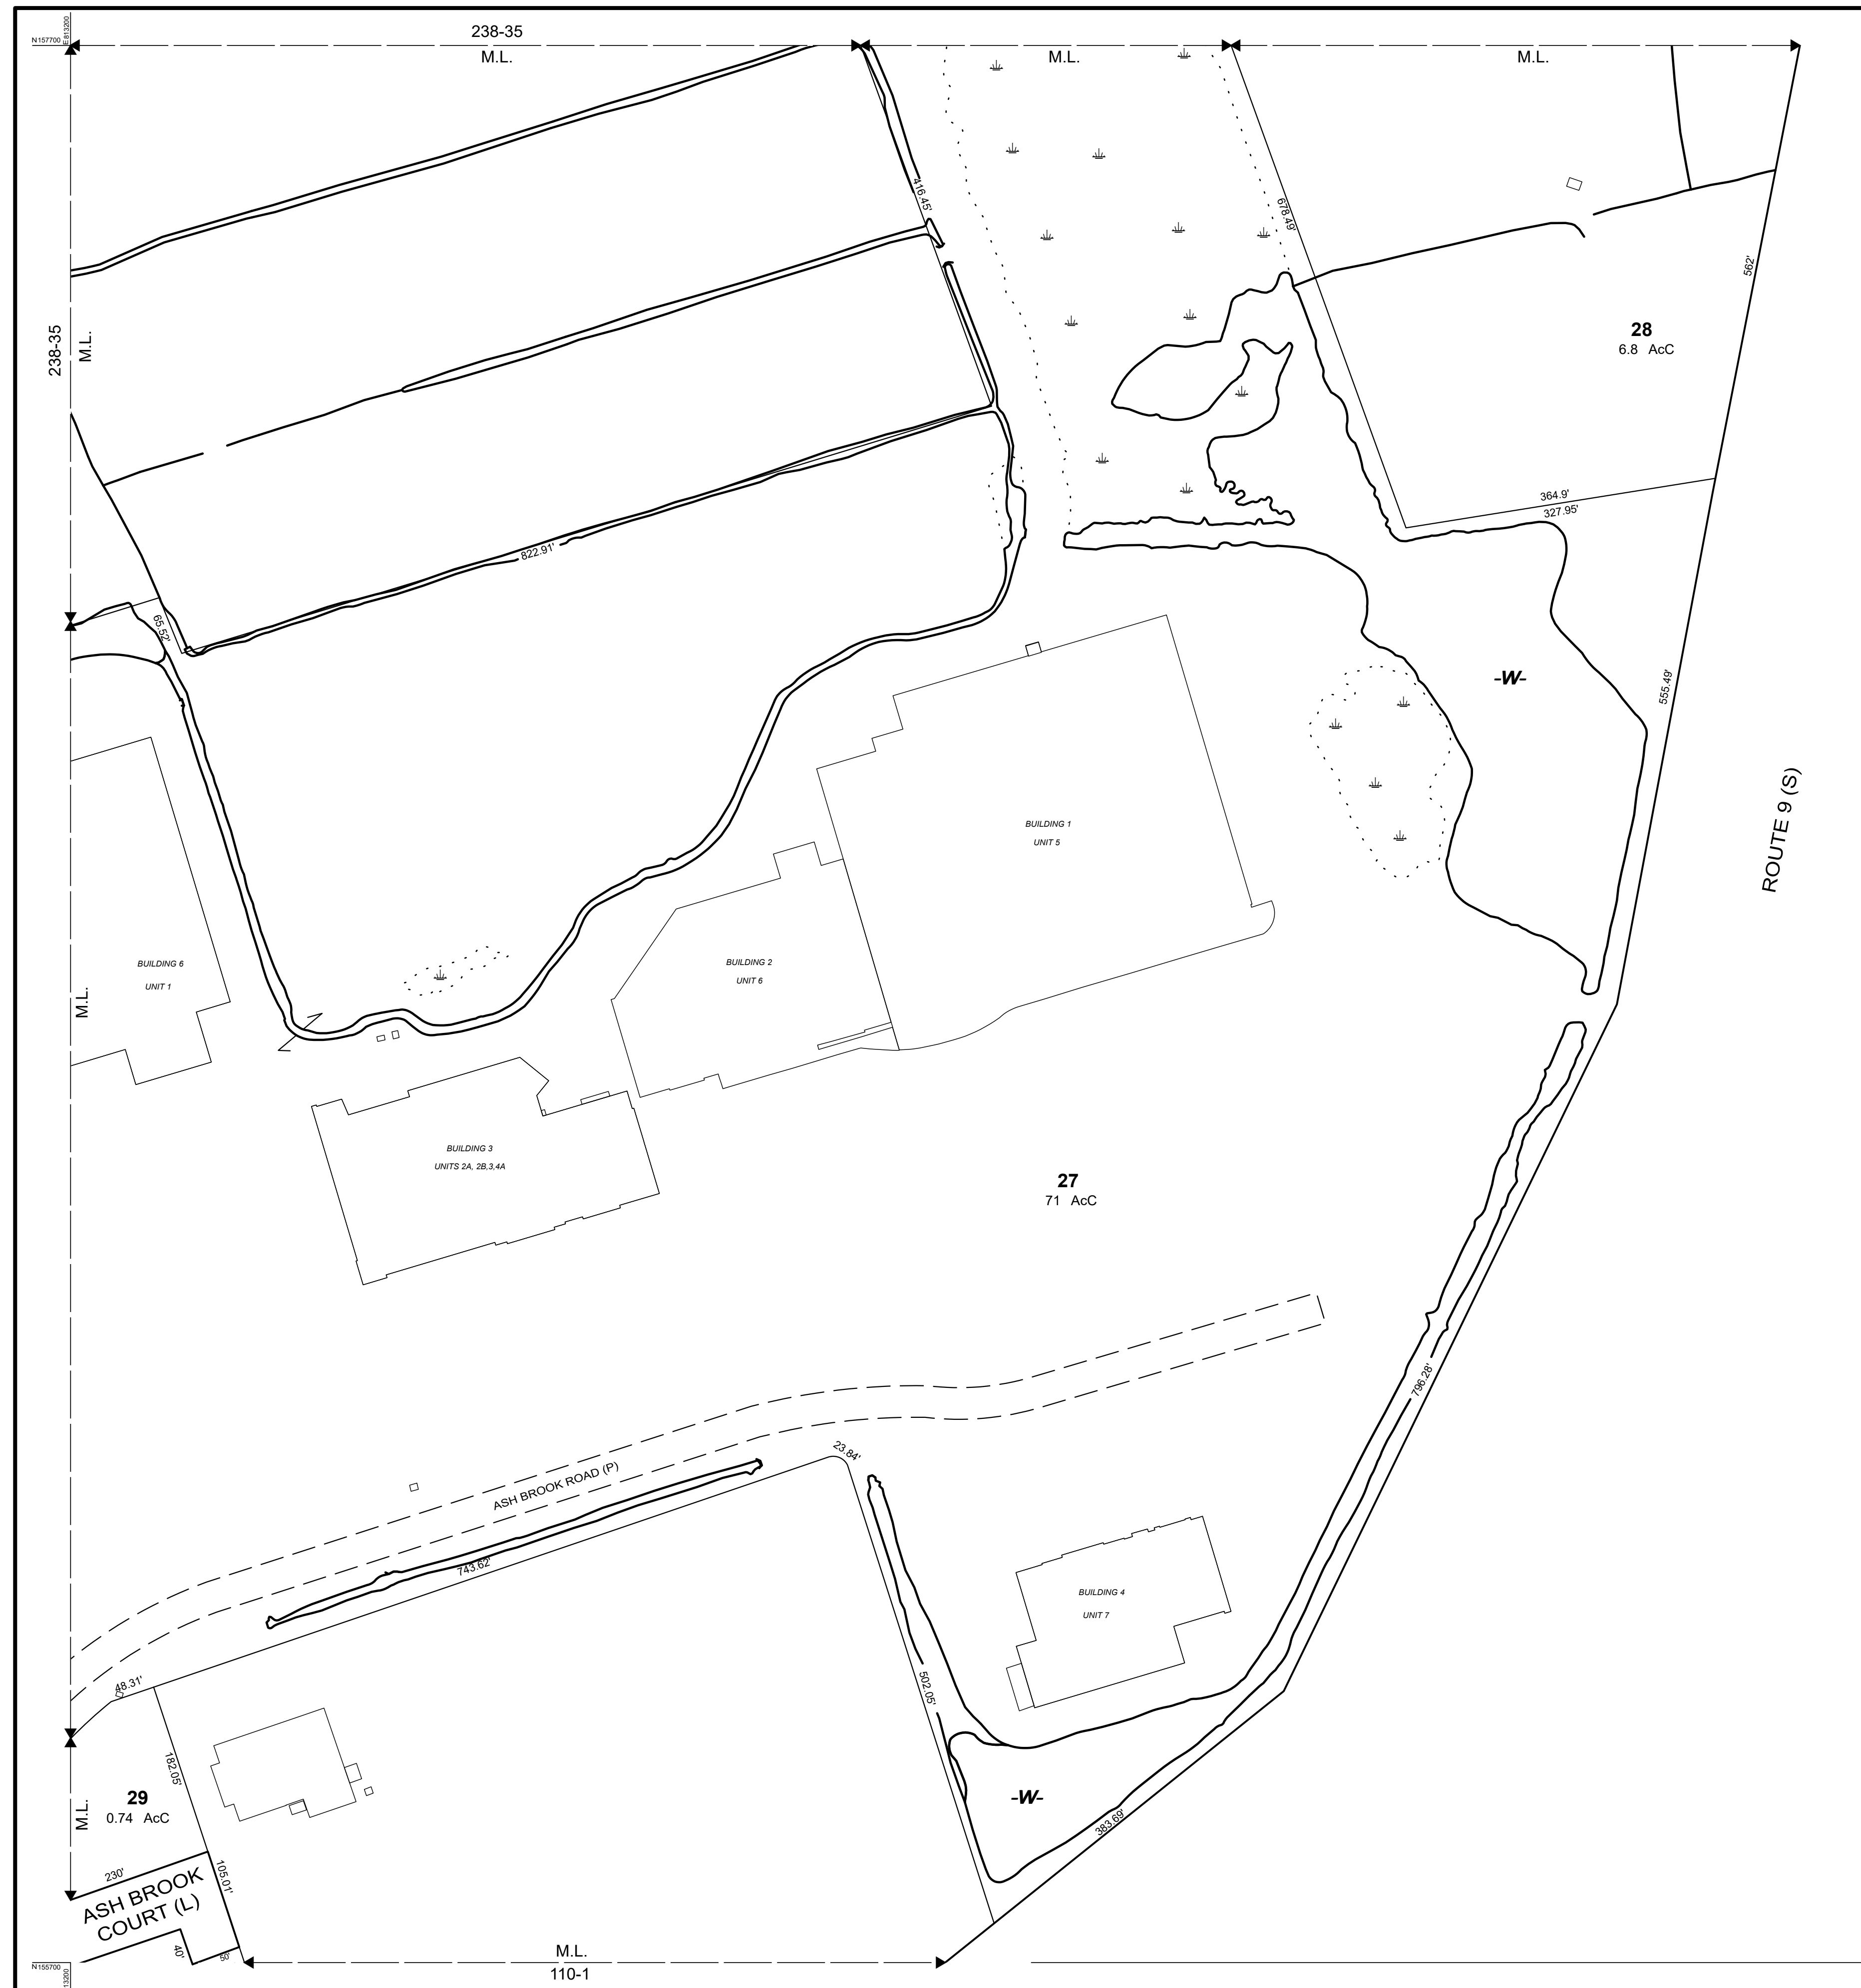 238-35
N 157700
E 813200
M.L.
M.L.
M.L.
416.45'
678.49'
562'
238-35
M.L.
28
6.8 AcC
364.9'
327.95'
822.91'
65.52'
-W-
555.49'
ROUTE 9 (S)
BUILDING 1
UNIT 5
BUILDING 2
UNIT 6
BUILDING 6
UNIT 1
M.L.
BUILDING 3
UNITS 2A, 2B,3,4A
27
71 AcC
796.28'
23.84'
ASH BROOK ROAD (P)
743.62'
BUILDING 4
UNIT 7
48.31'
502.05'
182.05'
29
0.74 AcC
M.L.
-W-
383.69'
230'
105.01'
ASH BROOK
COURT (L)
40'
50'
M.L.
110-1
N 155700
13200